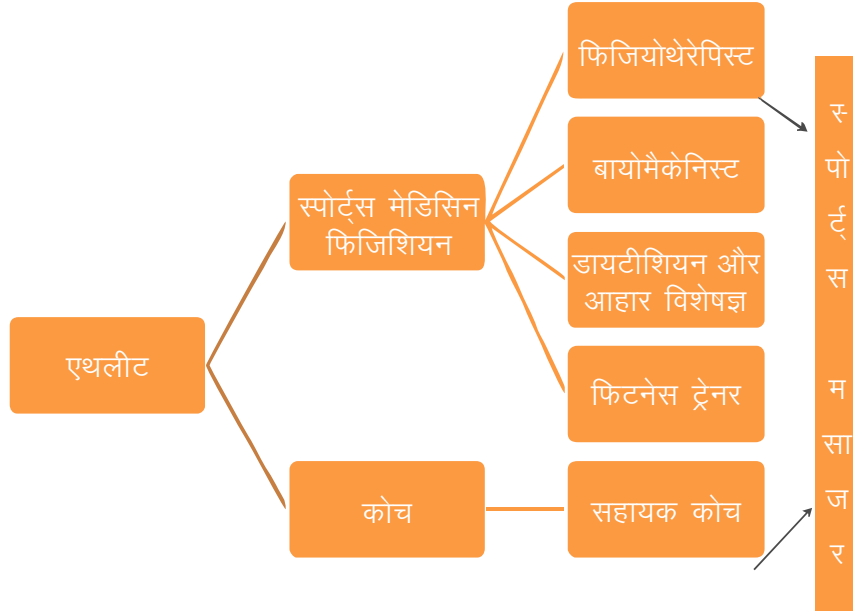 एथलीट
स्पोर्ट्स मेडिसिन
फिजिशियन
कोच
फिजियोथेरेपिस्ट
बायोमैकेनिस्ट
डायटीशियन और
आहार विशेषज्ञ
फिटनेस ट्रेनर
सहायक कोच
स्
पो
र्ट्
स
म
सा
ज
र